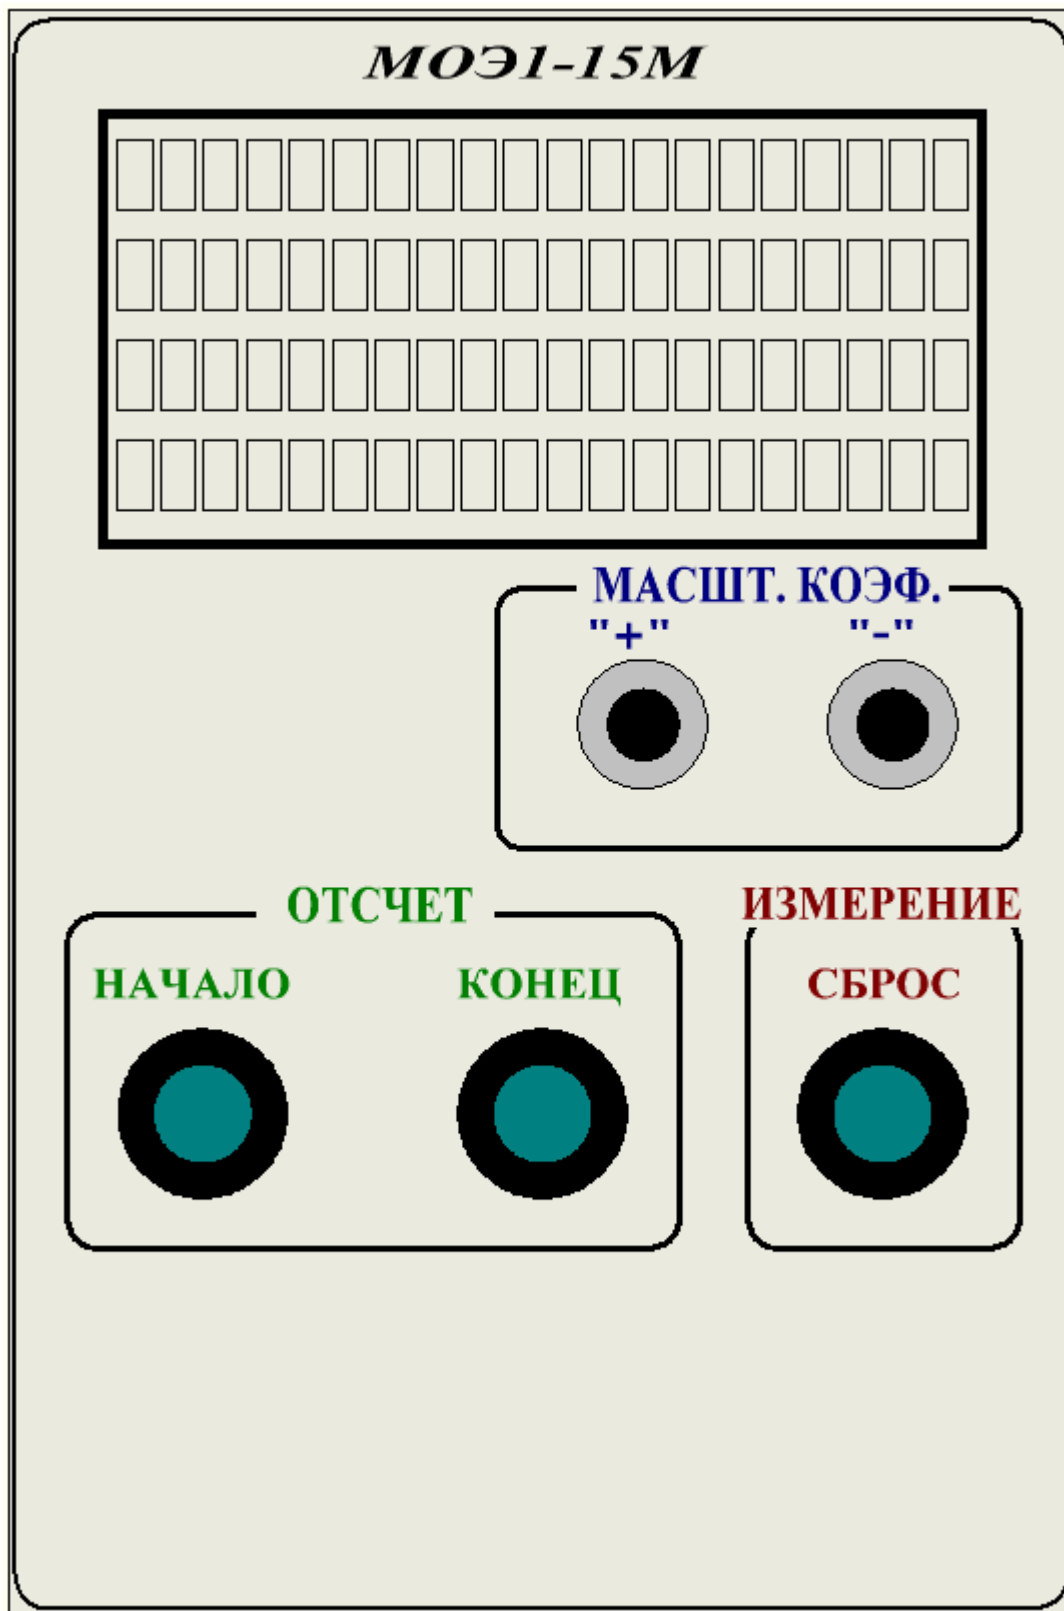 МОЭ1-15М
МАСШТ. КОЭФ.
"+" "-"
ОТСЧЕТ ИЗМЕРЕНИЕ
НАЧАЛО КОНЕЦ СБРОС